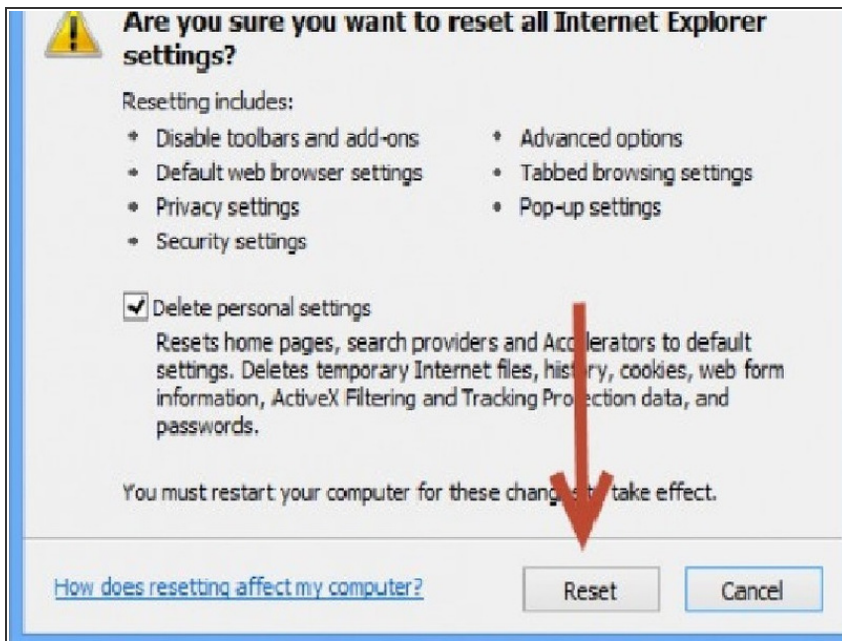 Are you sure you want to reset all Internet Explorer
settings?
Resetting includes:
Disable toolbars and add-ons
Default web browser settings
Privacy settings
Security settings
Advanced options
Tabbed browsing settings
Pop-up settings
Delete personal settings
Resets home pages, search providers and Accelerators to default
settings. Deletes temporary Internet files, history, cookies, web form
information, ActiveX Filtering and Tracking Protection data, and
passwords.
You must restart your computer for these changes to take effect.
How does resetting affect my computer?
Reset
Cancel